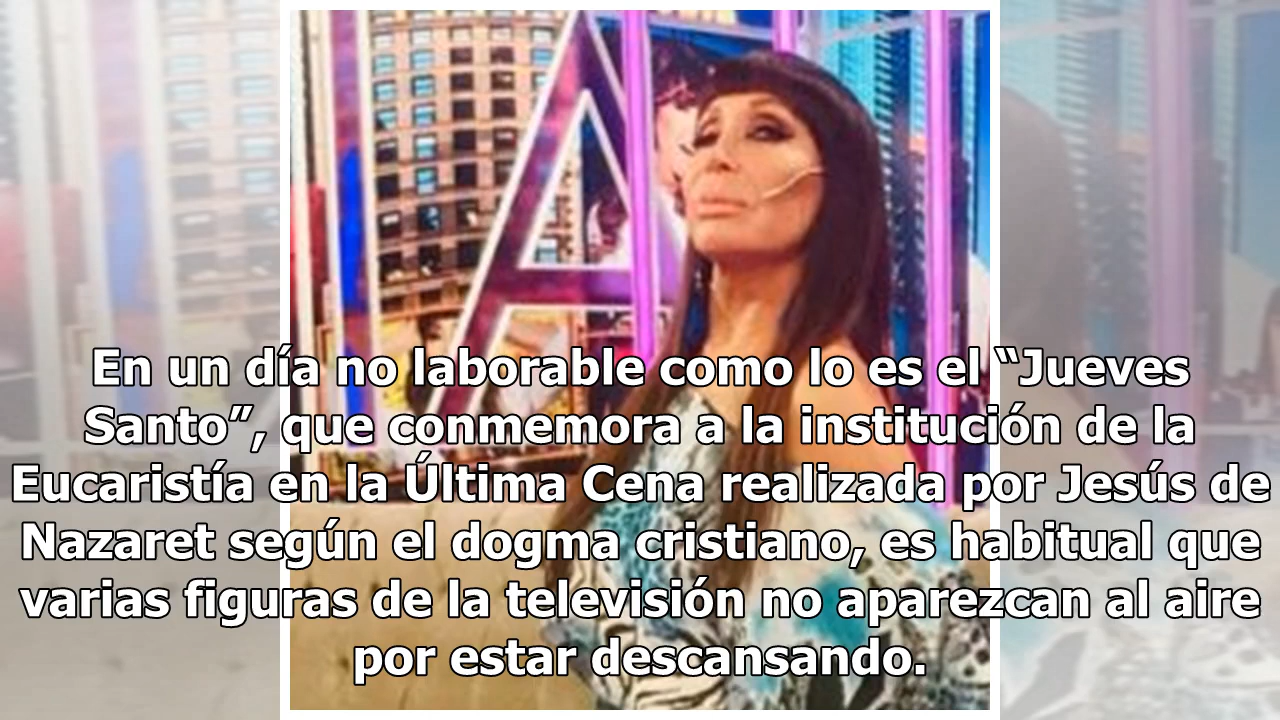 En un día no laborable como lo es el “Jueves
Santo”, que conmemora a la institución de la
Eucaristía en la Última Cena realizada por Jesús de
Nazaret según el dogma cristiano, es habitual que
varias figuras de la televisión no aparezcan al aire
por estar descansando.